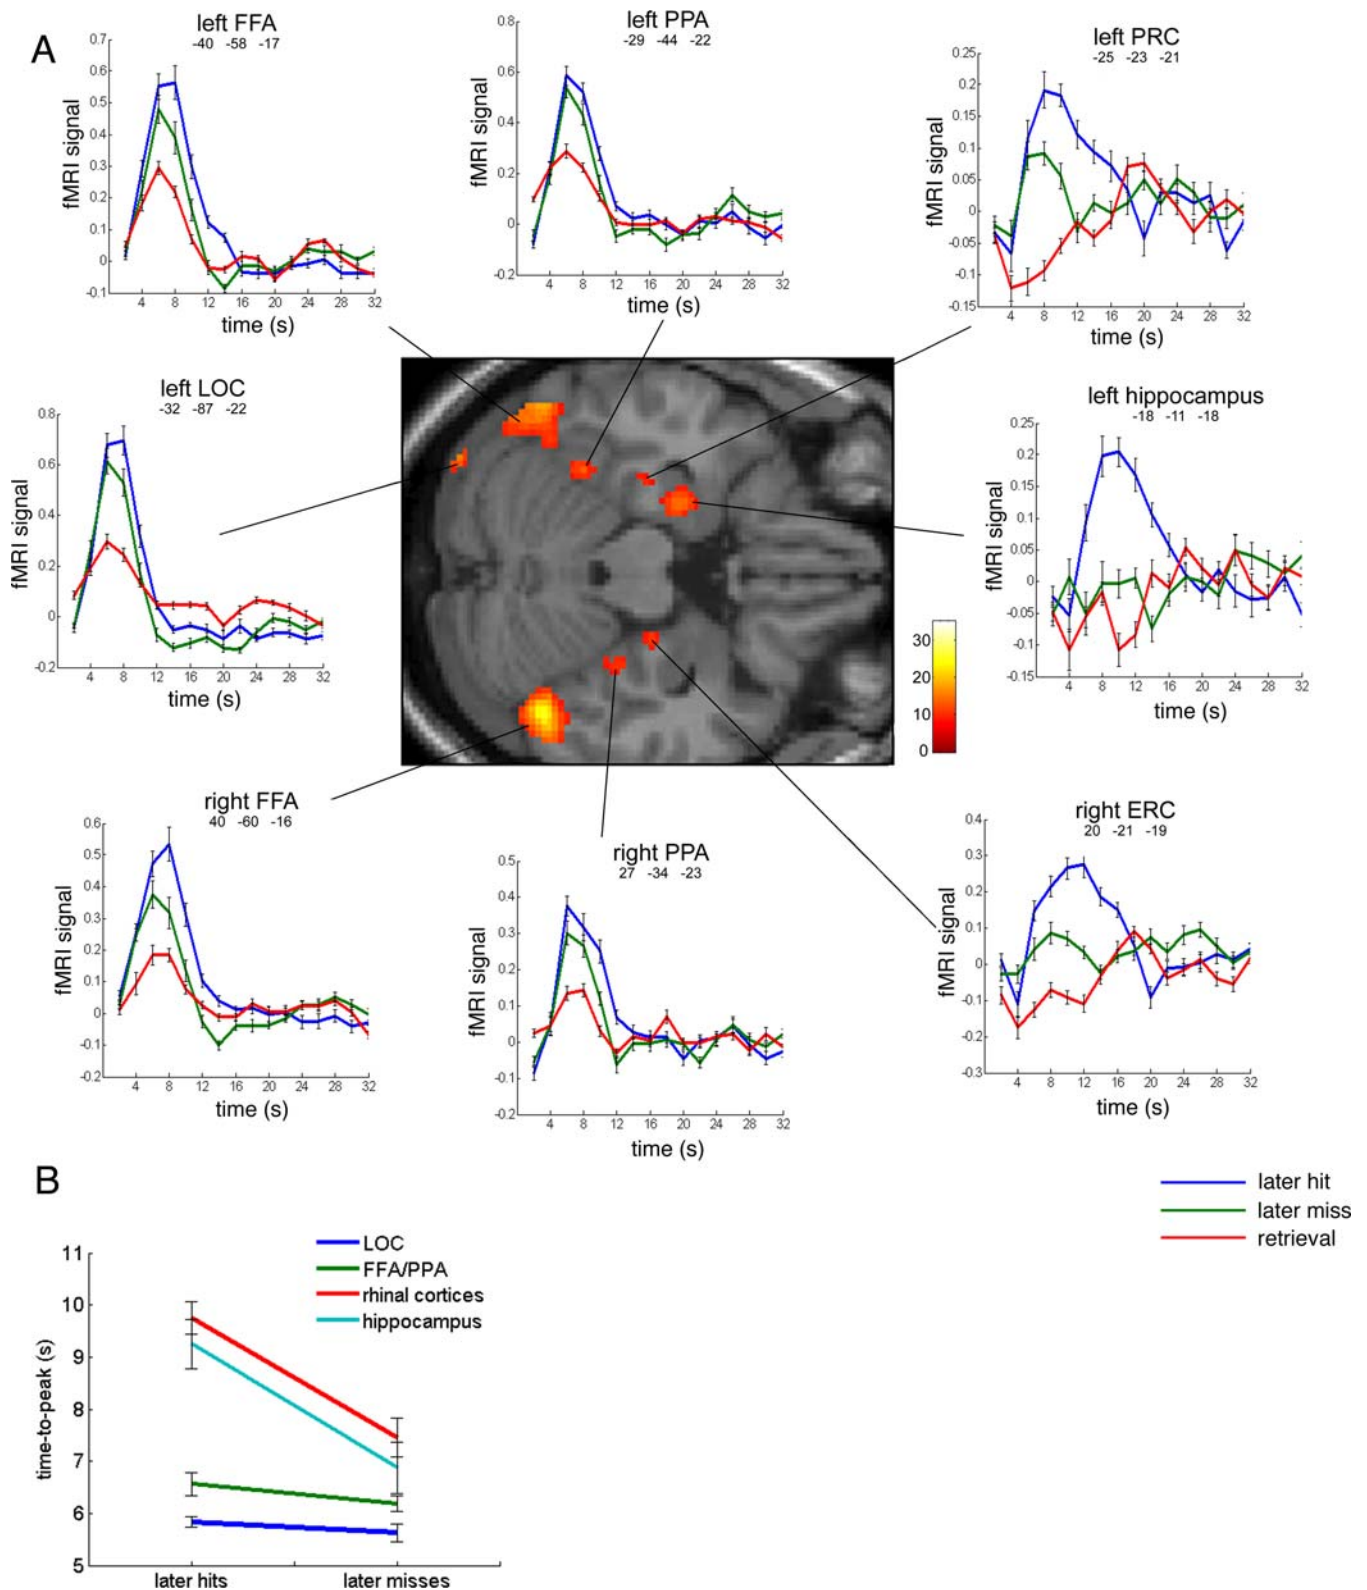 A
left FFA
-40 -58 -17
fMRI signal
0.7
0.6
0.5
0.4
0.3
0.2
0.1
0
-0.1
4 8 12 16 20 24 28 32
time (s)
left PPA
-29 -44 -22
fMRI signal
0.8
0.6
0.4
0.2
0
-0.2
4 8 12 16 20 24 28 32
time (s)
left PRC
-25 -23 -21
fMRI signal
0.25
0.2
0.15
0.1
0.05
0
-0.05
-0.1
-0.15
4 8 12 16 20 24 28 32
time (s)
left LOC
-32 -87 -22
fMRI signal
0.8
0.6
0.4
0.2
0
-0.2
4 8 12 16 20 24 28 32
time (s)
left hippocampus
-18 -11 -18
fMRI signal
0.25
0.2
0.15
0.1
0.05
0
-0.05
-0.1
-0.15
4 8 12 16 20 24 28 32
time (s)
30
20
10
0
right FFA
40 -60 -16
fMRI signal
0.6
0.5
0.4
0.3
0.2
0.1
0
-0.1
-0.2
4 8 12 16 20 24 28 32
time (s)
right PPA
27 -34 -23
fMRI signal
0.5
0.4
0.3
0.2
0.1
0
-0.1
-0.2
4 8 12 16 20 24 28 32
time (s)
right ERC
20 -21 -19
fMRI signal
0.4
0.3
0.2
0.1
0
-0.1
-0.2
-0.3
4 8 12 16 20 24 28 32
time (s)
later hit
later miss
retrieval
B
LOC
FFA/PPA
rhinal cortices
hippocampus
time-to-peak (s)
11
10
9
8
7
6
5
later hits later misses